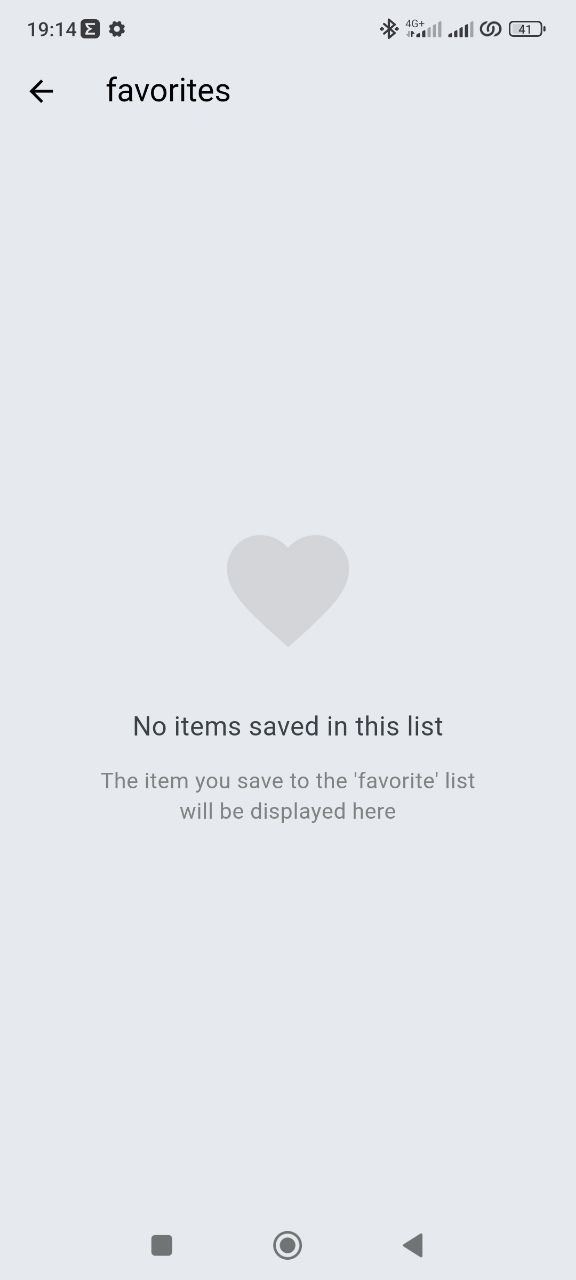 19:14 4G+ 41
favorites
No items saved in this list
The item you save to the 'favorite' list
will be displayed here